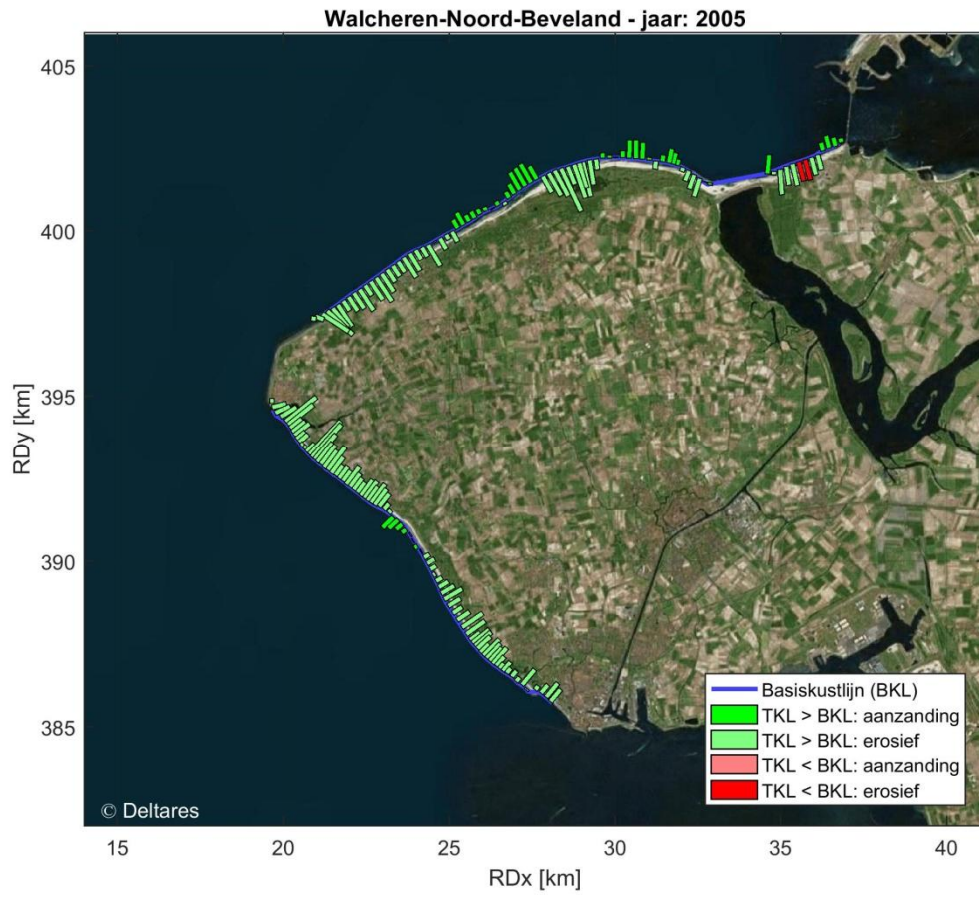 Walcheren-Noord-Beveland - jaar: 2005
405
400
395
390
385
RDy [km]
Basiskustlijn (BKL)
TKL > BKL: aanzanding
TKL > BKL: erosief
TKL < BKL: aanzanding
TKL < BKL: erosief
© Deltares
15 20 25 30 35 40
RDx [km]